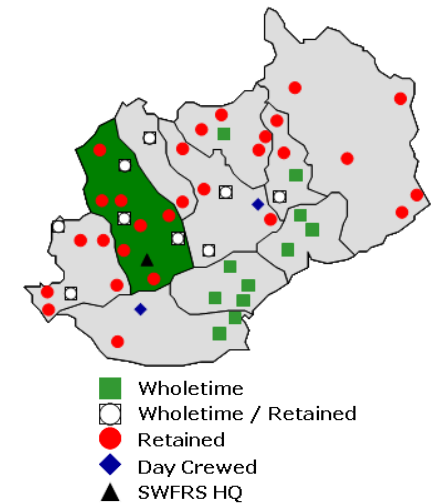 Wholetime
Wholetime / Retained
Retained
Day Crewed
SWFRS HQ